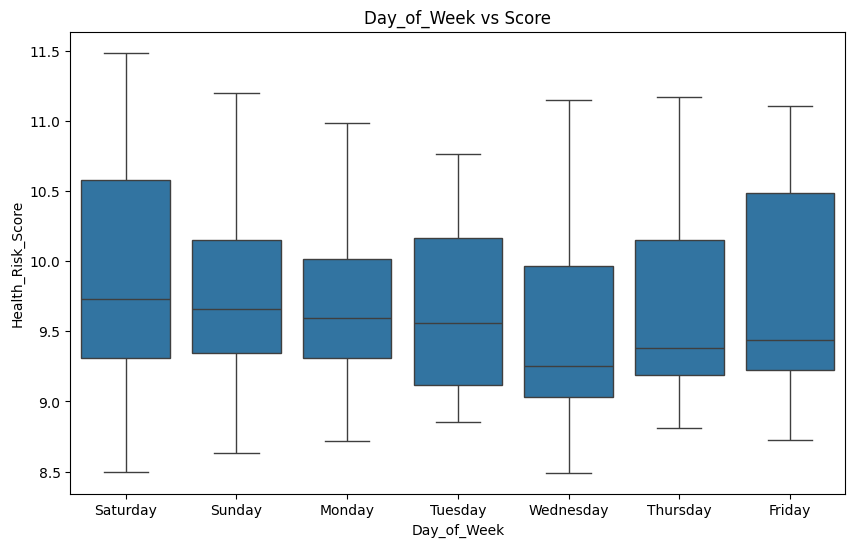 Day_of_Week vs Score
Health_Risk_Score
11.5
11.0
10.5
10.0
9.5
9.0
8.5
Saturday Sunday Monday Tuesday Wednesday Thursday Friday
Day_of_Week